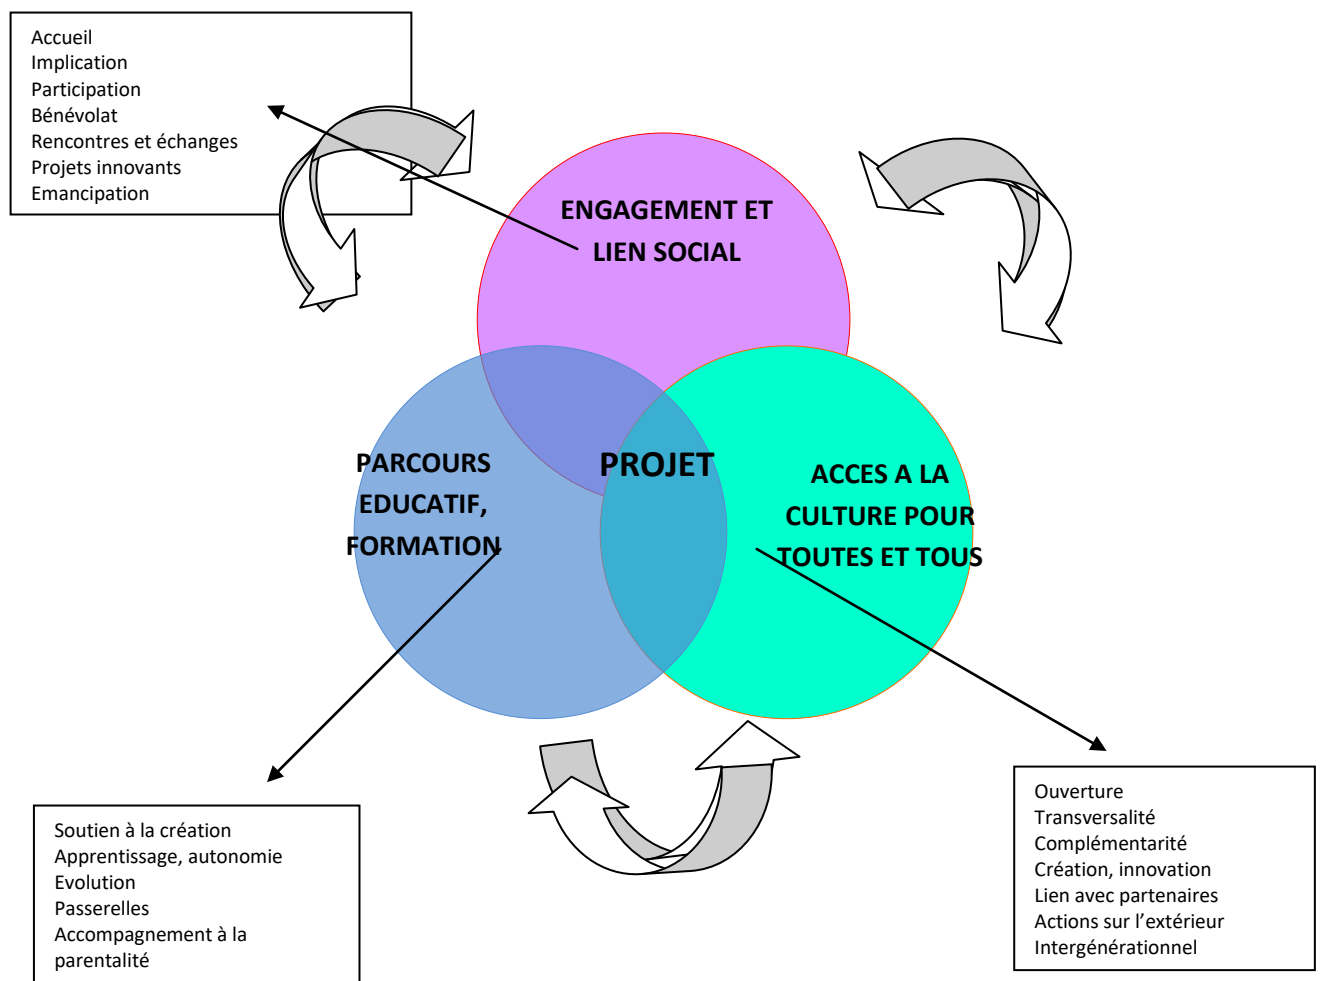 Accueil
Implication
Participation
Bénévolat
Rencontres et échanges
Projets innovants
Emancipation
ENGAGEMENT ET
LIEN SOCIAL
PARCOURS
EDUCATIF,
FORMATION
PROJET
ACCES A LA
CULTURE POUR
TOUTES ET TOUS
Soutien à la création
Apprentissage, autonomie
Evolution
Passerelles
Accompagnement à la
parentalité
Ouverture
Transversalité
Complémentarité
Création, innovation
Lien avec partenaires
Actions sur l’extérieur
Intergénérationnel